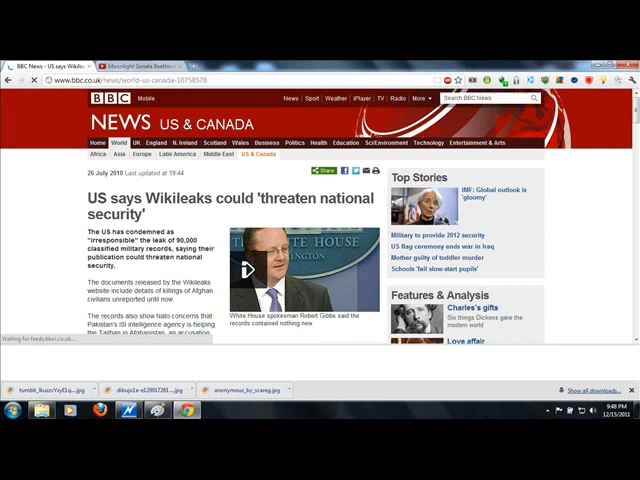 BBC News - US says Wikilea
Moonlight Sonata Beetho
www.bbc.co.uk/news/world-us-canada-10758578
BBC
Mobile
News Sport Weather iPlayer TV Radio More
Search BBC News
NEWS US & CANADA
Home World UK England N. Ireland Scotland Wales Business Politics Health Education Sci/Environment Technology Entertainment & Arts
Africa Asia Europe Latin America Middle East US & Canada
26 July 2010 Last updated at 19:44
Share
US says Wikileaks could 'threaten national
security'
The US has condemned as
"irresponsible" the leak of 90,000
classified military records, saying their
publication could threaten national
security.
The documents released by the Wikileaks
website include details of killings of Afghan
civilians unreported until now.
The records also show Nato concerns that
Pakistan's ISI intelligence agency is helping
the Taliban in Afghanistan, an accusation
E HOUSE
INGTON
White House spokesman Robert Gibbs said the
records contained nothing new
Top Stories
IMF: Global outlook is
'gloomy'
Military to provide 2012 security
US flag ceremony ends war in Iraq
Mother guilty of toddler murder
Schools 'fail slow-start pupils'
Features & Analysis
Charles's gifts
Six things Dickens gave the
modern world
Love affair
Waiting for feeds.bbci.co.uk...
anonymous_by_scareg.jpg
Show all downloads...
9:48 PM
12/15/2011